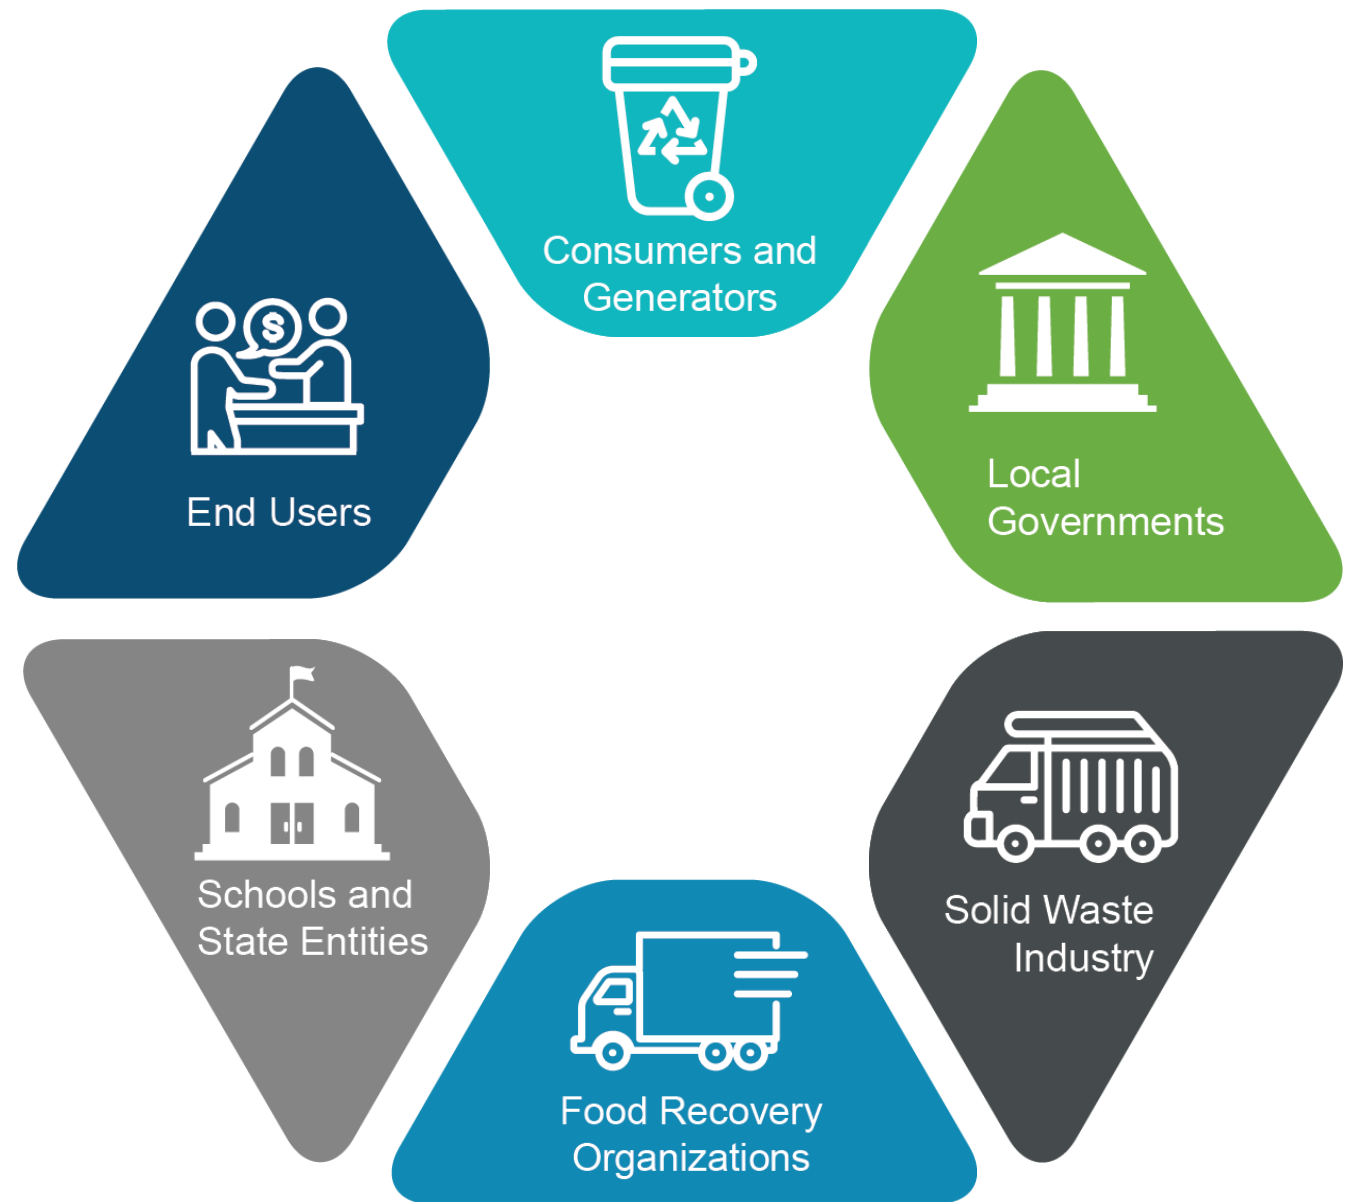 Consumers and
Generators
Local
Governments
Solid Waste
Industry
Food Recovery
Organizations
Schools and
State Entities
End Users
$